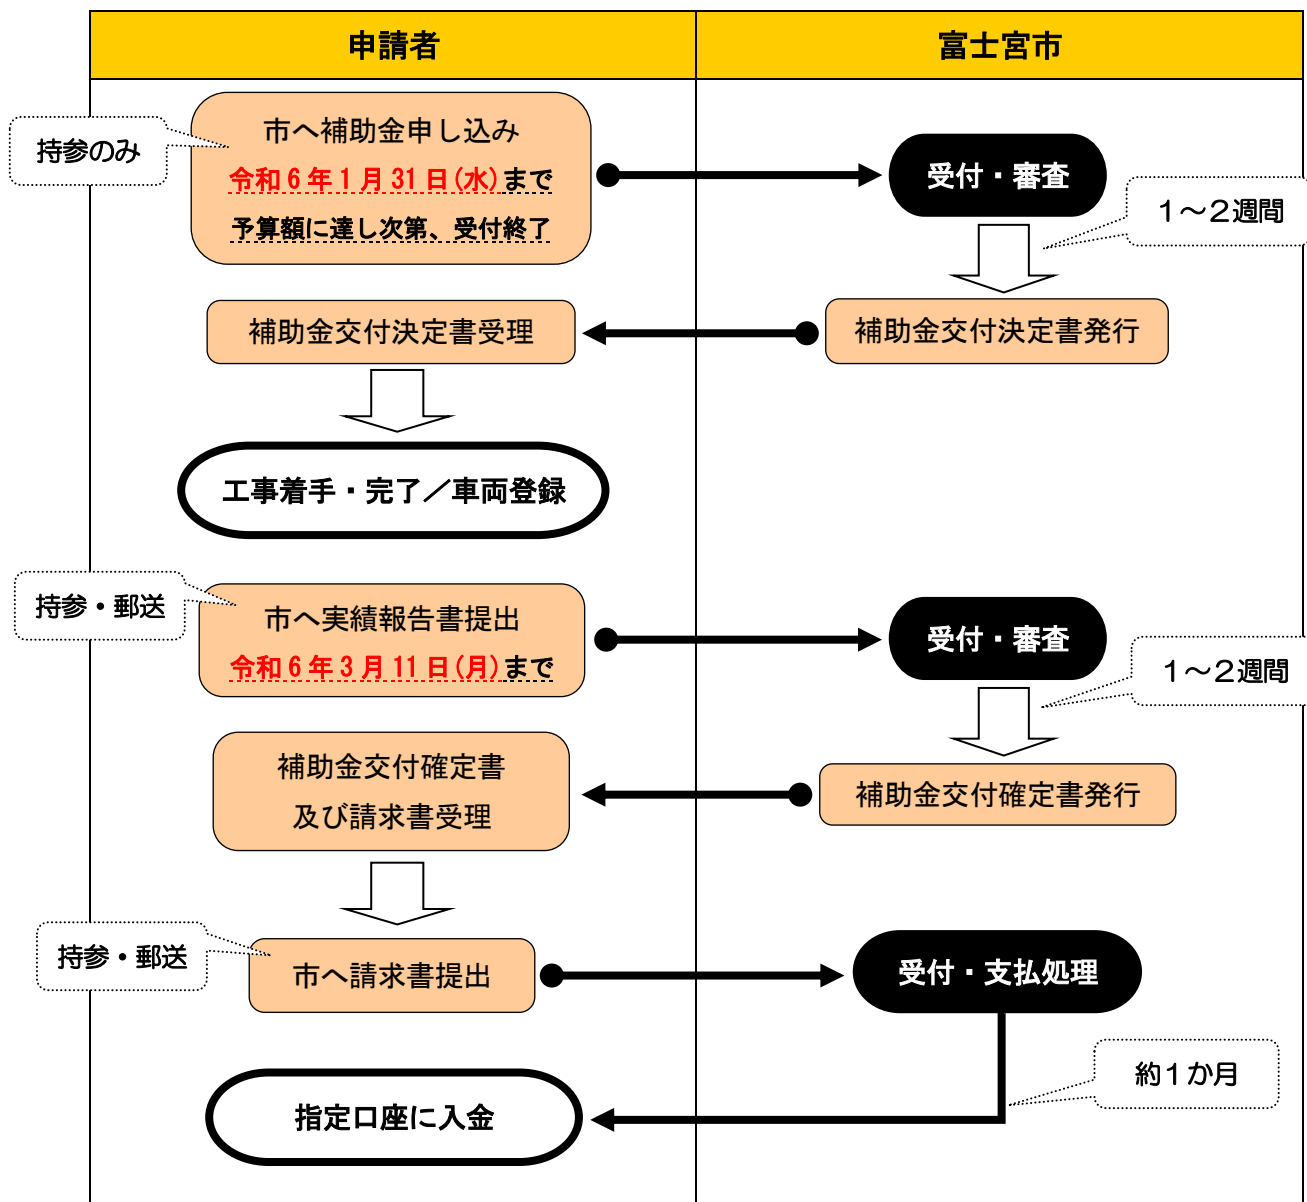 申請者
富士宮市
持参のみ
市へ補助金申し込み
令和6年1月31日(水)まで
予算額に達し次第、受付終了
受付・審査
1～2週間
補助金交付決定書受理
補助金交付決定書発行
工事着手・完了／車両登録
持参・郵送
市へ実績報告書提出
令和6年3月11日(月)まで
受付・審査
1～2週間
補助金交付確定書
及び請求書受理
補助金交付確定書発行
持参・郵送
市へ請求書提出
受付・支払処理
約1か月
指定口座に入金